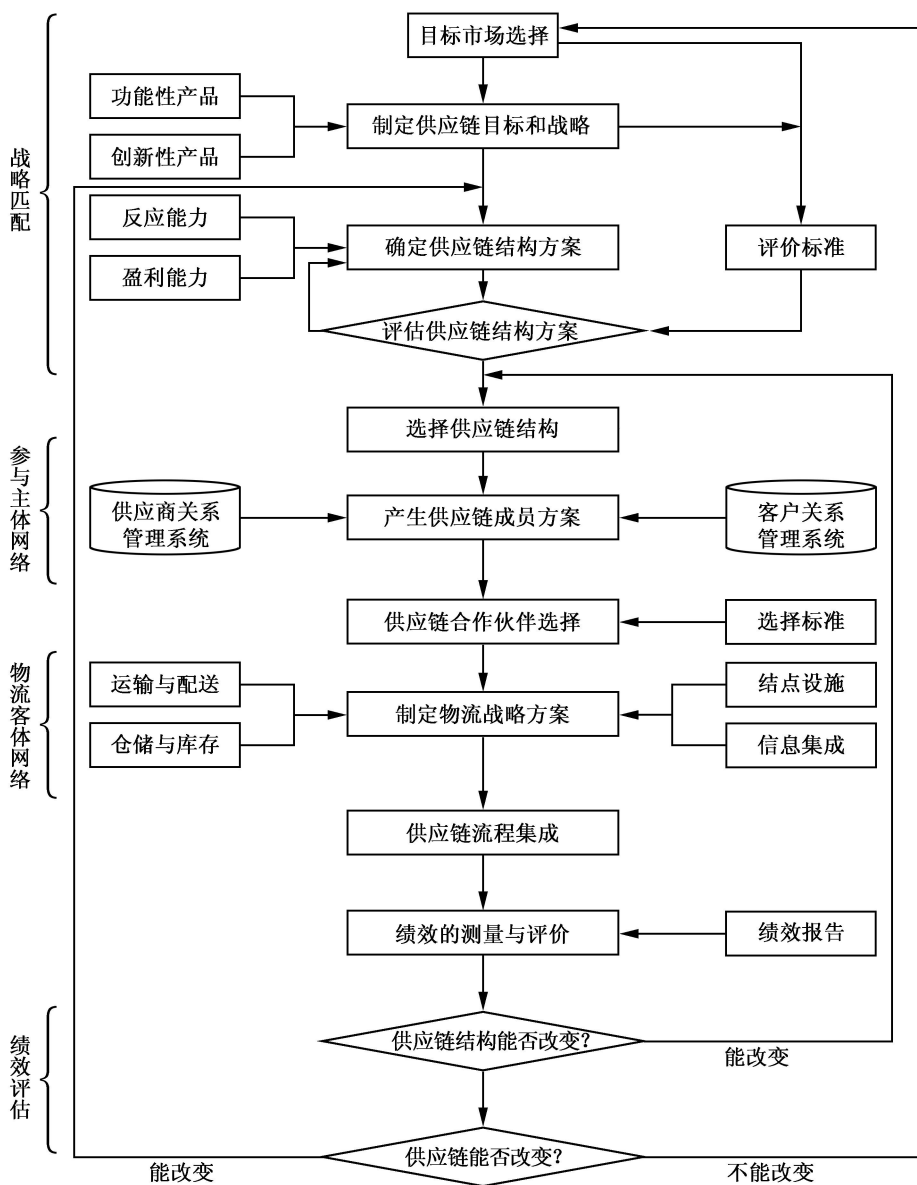 目标市场选择
功能性产品
制定供应链目标和战略
创新性产品
战略匹配
反应能力
确定供应链结构方案
评价标准
盈利能力
评估供应链结构方案
选择供应链结构
参与主体网络
供应商关系
管理系统
产生供应链成员方案
客户关系
管理系统
供应链合作伙伴选择
选择标准
物流客体网络
运输与配送
结点设施
制定物流战略方案
仓储与库存
信息集成
供应链流程集成
绩效的测量与评价
绩效报告
绩效评估
供应链结构能否改变?
能改变
供应链能否改变?
能改变
不能改变